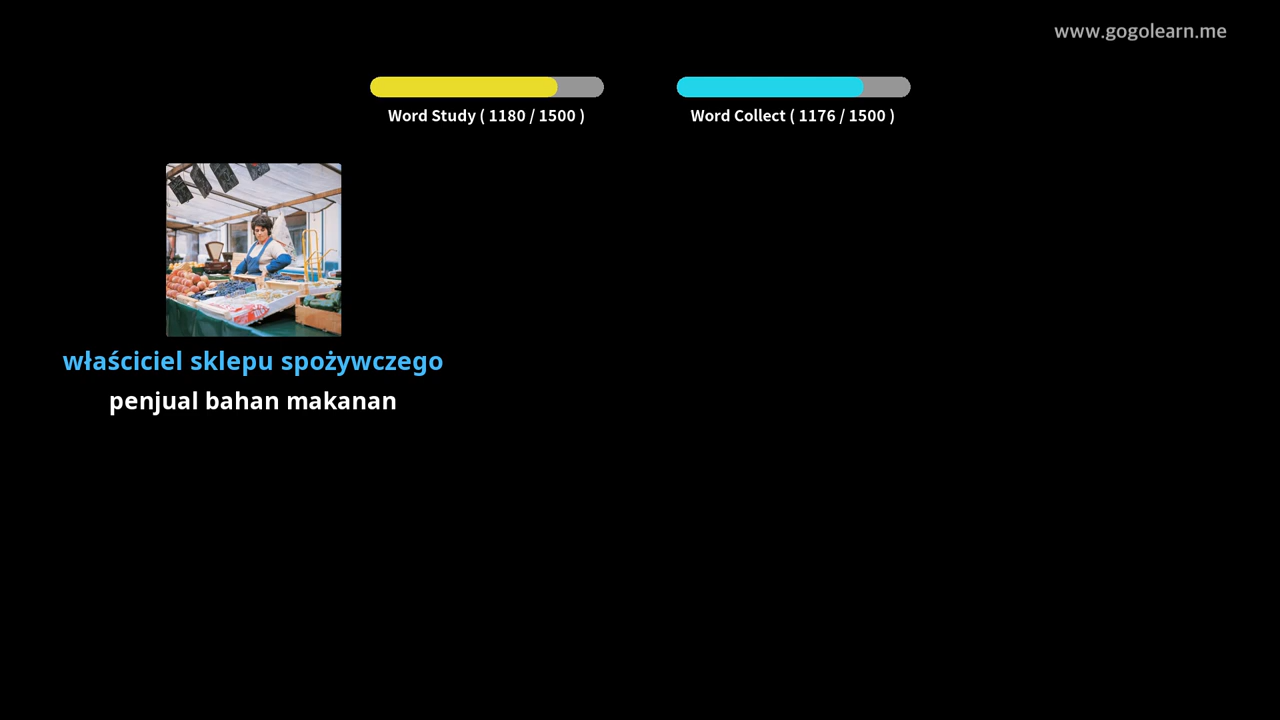 www.gogolearn.me
Word Study ( 1180 / 1500 )
Word Collect ( 1176 / 1500 )
właściciel sklepu spożywczego
penjual bahan makanan